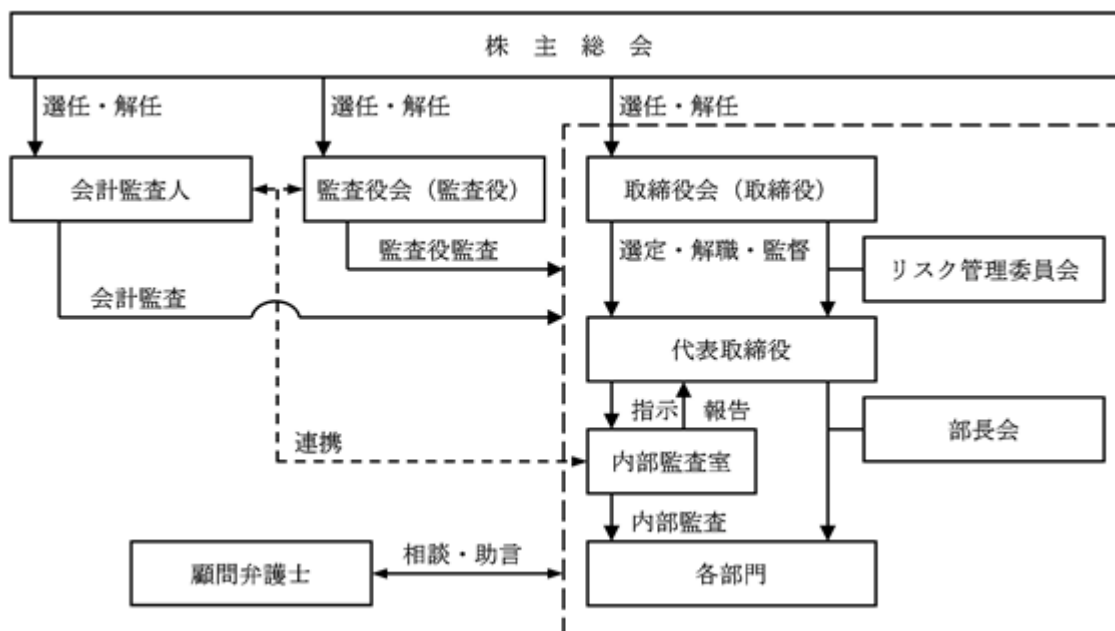 株主総会
選任・解任
選任・解任
選任・解任
会計監査人
監査役会（監査役）
取締役会（取締役）
監査役監査
選定・解職・監督
リスク管理委員会
会計監査
代表取締役
指示
報告
部長会
連携
内部監査室
内部監査
顧問弁護士
相談・助言
各部門